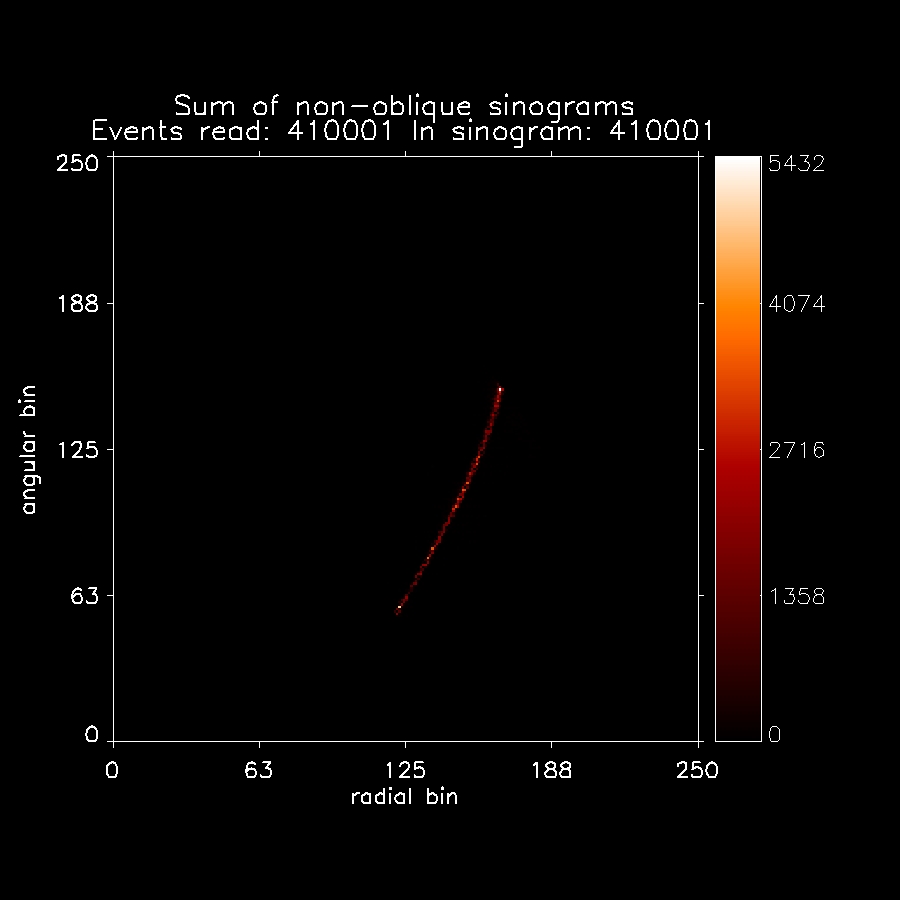 Sum of non-oblique sinograms
Events read: 410001 In sinogram: 410001
250
188
125
63
0
angular bin
0 63 125 188 250
radial bin
5432
4074
2716
1358
0